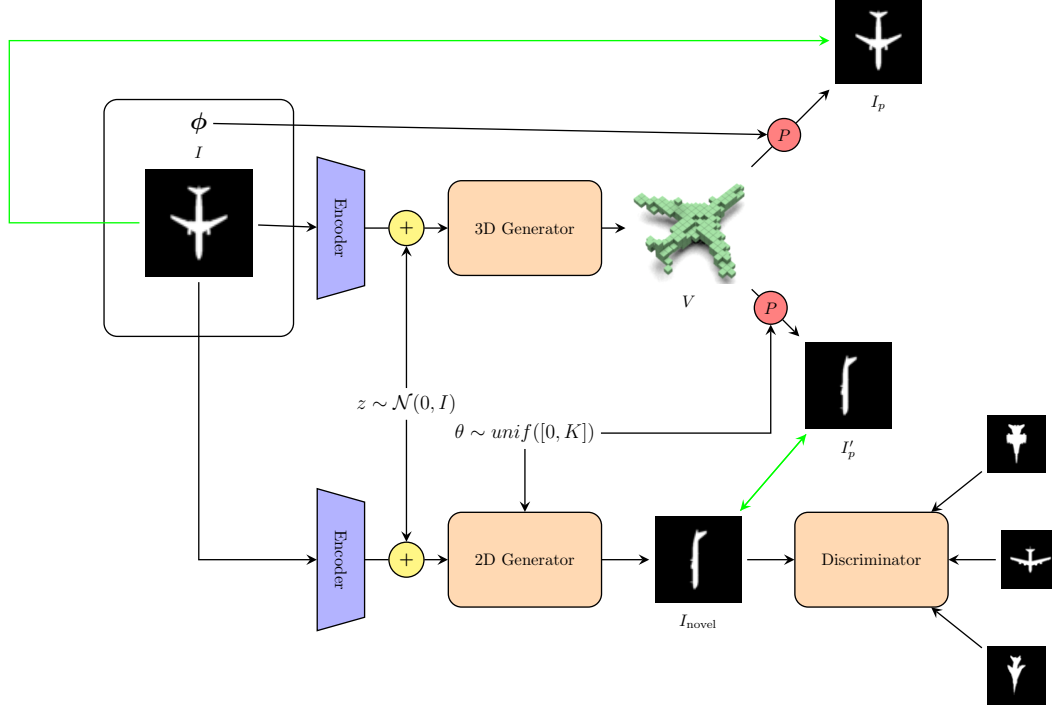 I_p
ϕ
P
I
Encoder
+
3D Generator
V
P
z ∼ 𝒩(0, I)
θ ∼ unif([0, K])
I′_p
Encoder
+
2D Generator
Discriminator
I_novel